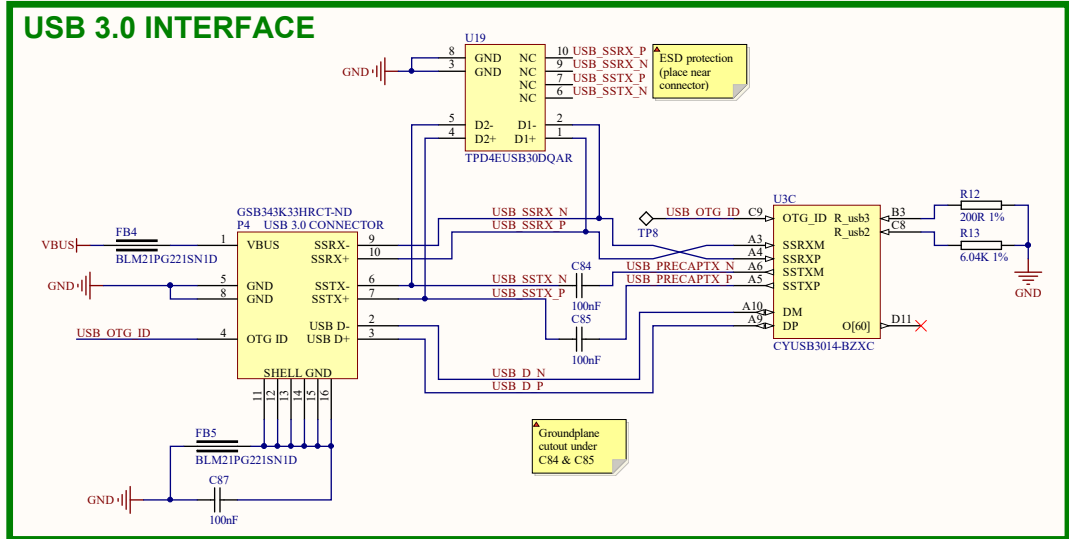 USB 3.0 INTERFACE
U19
8 GND NC 10 USB_SSRX_P
3 GND NC 9 USB_SSRX_N
NC 7 USB_SSTX_P
NC 6 USB_SSTX_N
GND
5 D2- D1- 2
4 D2+ D1+ 1
TPD4EUSB30DQAR
ESD protection
(place near
connector)
GSB343K33HRCT-ND
P4 USB 3.0 CONNECTOR
VBUS
FB4
BLM21PG221SN1D
1 VBUS SSRX- 9 USB_SSRX_N
SSRX+ 10 USB_SSRX_P
GND
5 GND SSTX- 6 USB_SSTX_N
8 GND SSTX+ 7 USB_SSTX_P
USB D- 2 USB_D_N
USB_OTG_ID 4 OTG ID USB D+ 3 USB_D_P
SHELL GND
11 12 13 14 15 16
FB5
BLM21PG221SN1D
GND
C87
100nF
C84
100nF
C85
100nF
USB_PRECAPTX_N
USB_PRECAPTX_P
TP8
USB_OTG_ID
U3C
C9 OTG_ID R_usb3 B3
R_usb2 C8
A3 SSRXM
A4 SSRXP
A6 SSTXM
A5 SSTXP
A10 DM
A9 DP O[60] D11
CYUSB3014-BZXC
R12
200R 1%
R13
6.04K 1%
GND
Groundplane
cutout under
C84 & C85